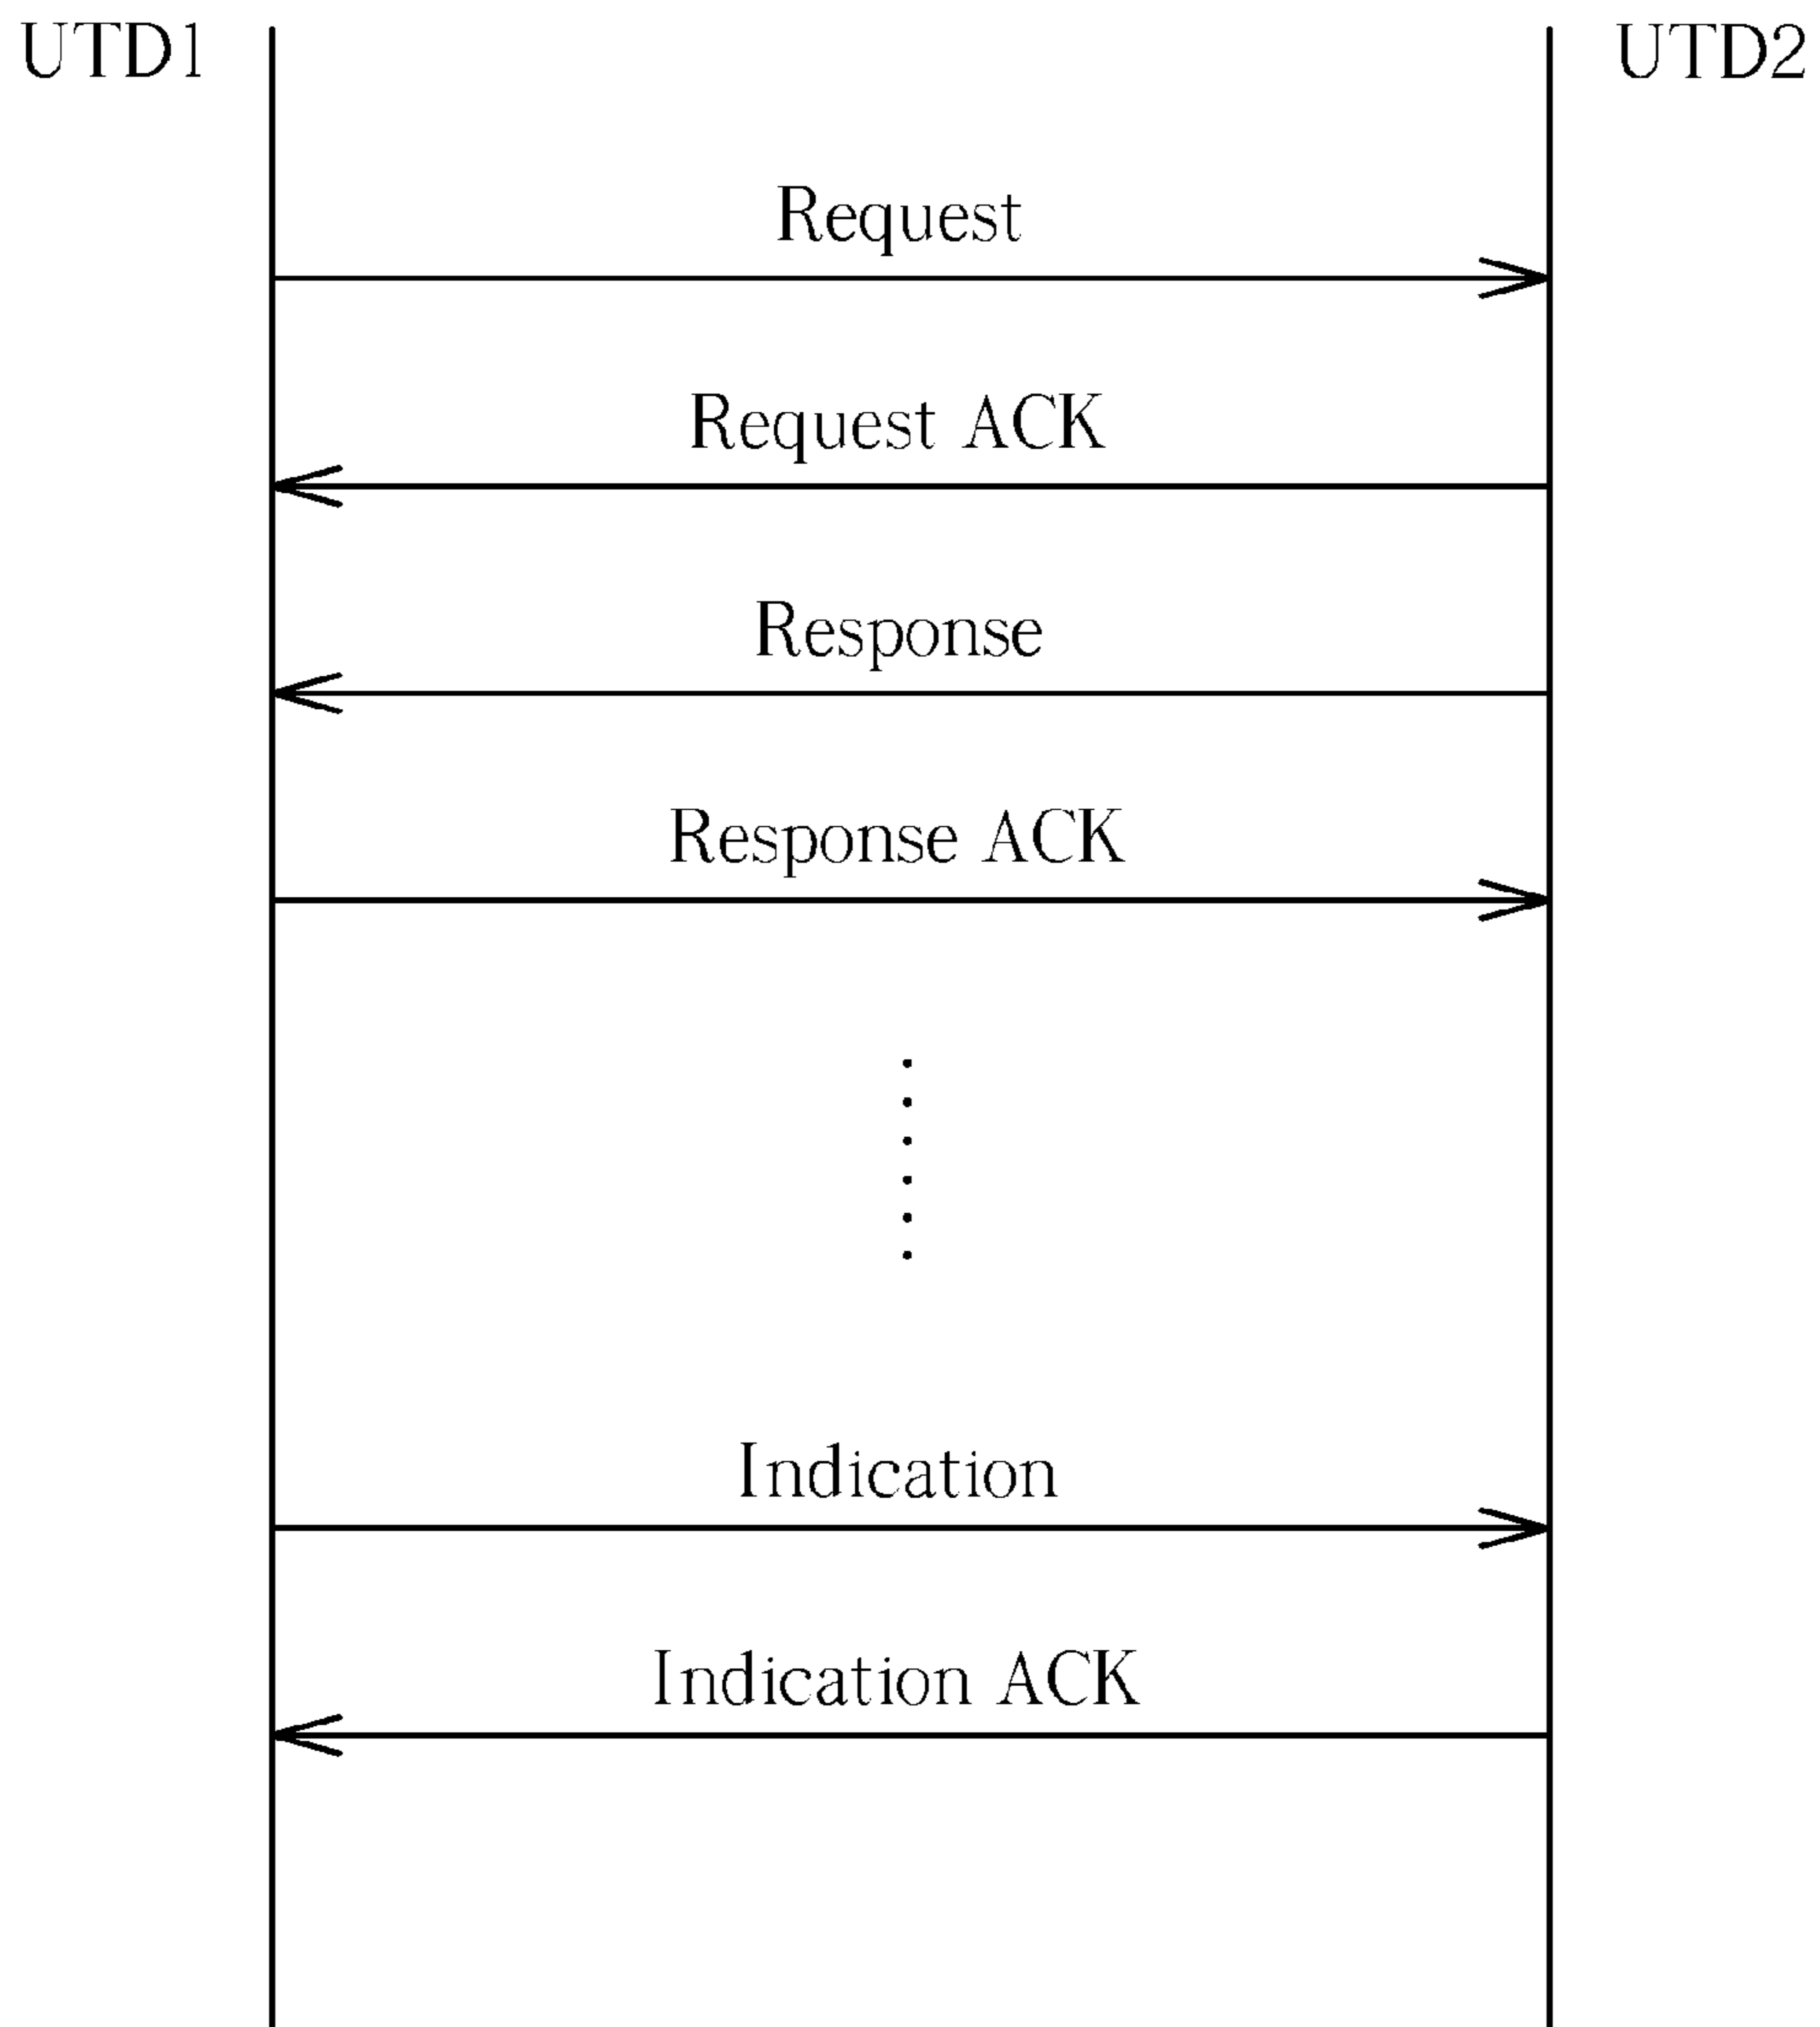 UTD1
UTD2
Request
Request ACK
Response
Response ACK
Indication
Indication ACK